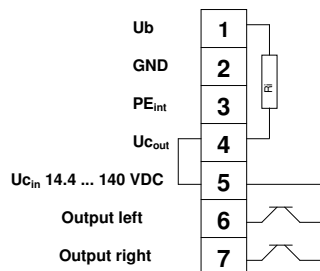 Ub 1
GND 2
PEint 3
Ucout 4
Ri
Ucin 14.4 ... 140 VDC 5
Output left 6
Output right 7